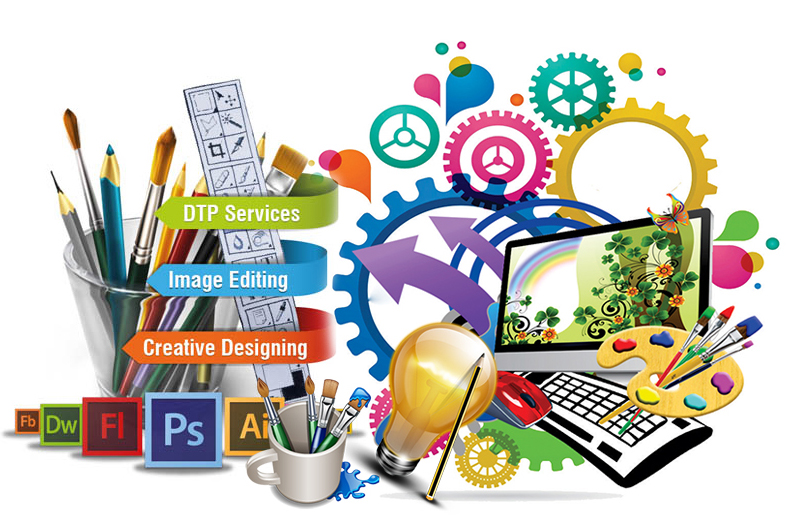 DTP Services
Image Editing
Creative Designing
Fb
Dw
Fl
Ps
Ai